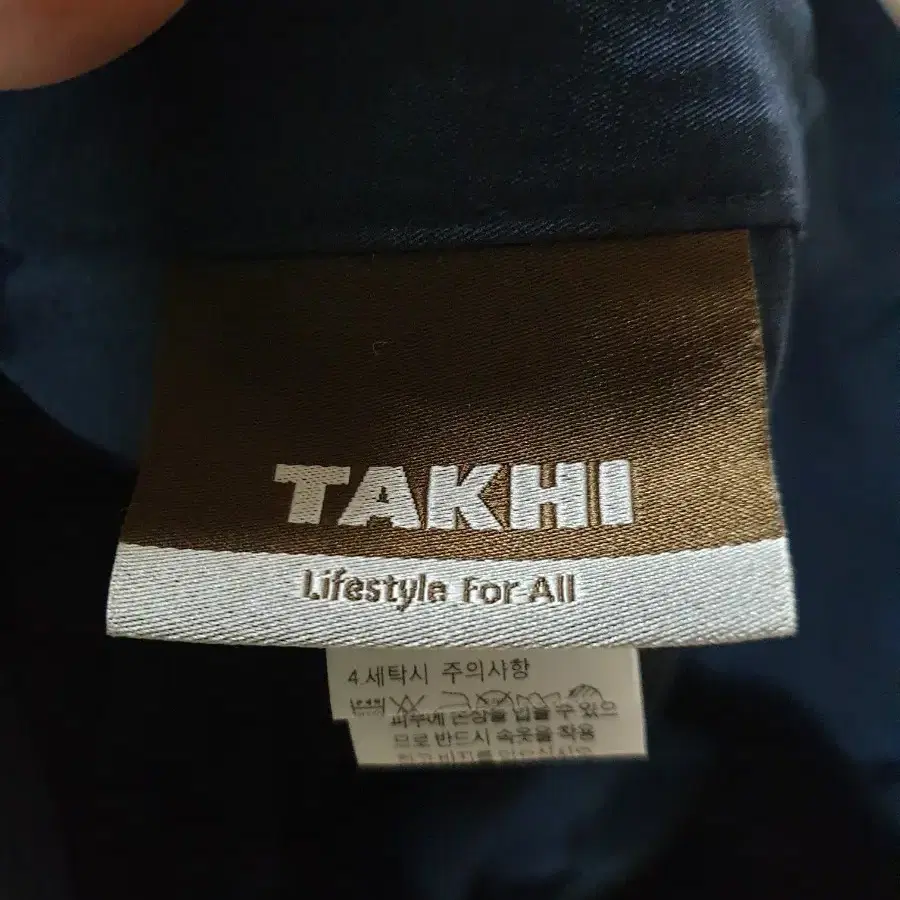 TAKHI
Lifestyle For All
4.세탁시 주의사항
피부에 손상을 입을 수 있으
므로 반드시 속옷을 착용